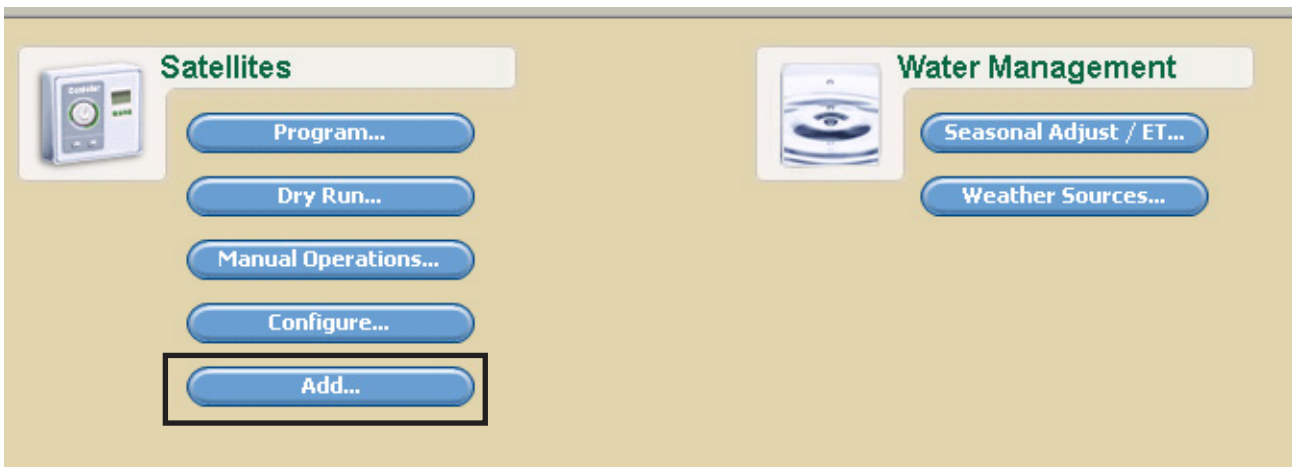 Satellites
Program...
Dry Run...
Manual Operations...
Configure...
Add...
Water Management
Seasonal Adjust / ET...
Weather Sources...